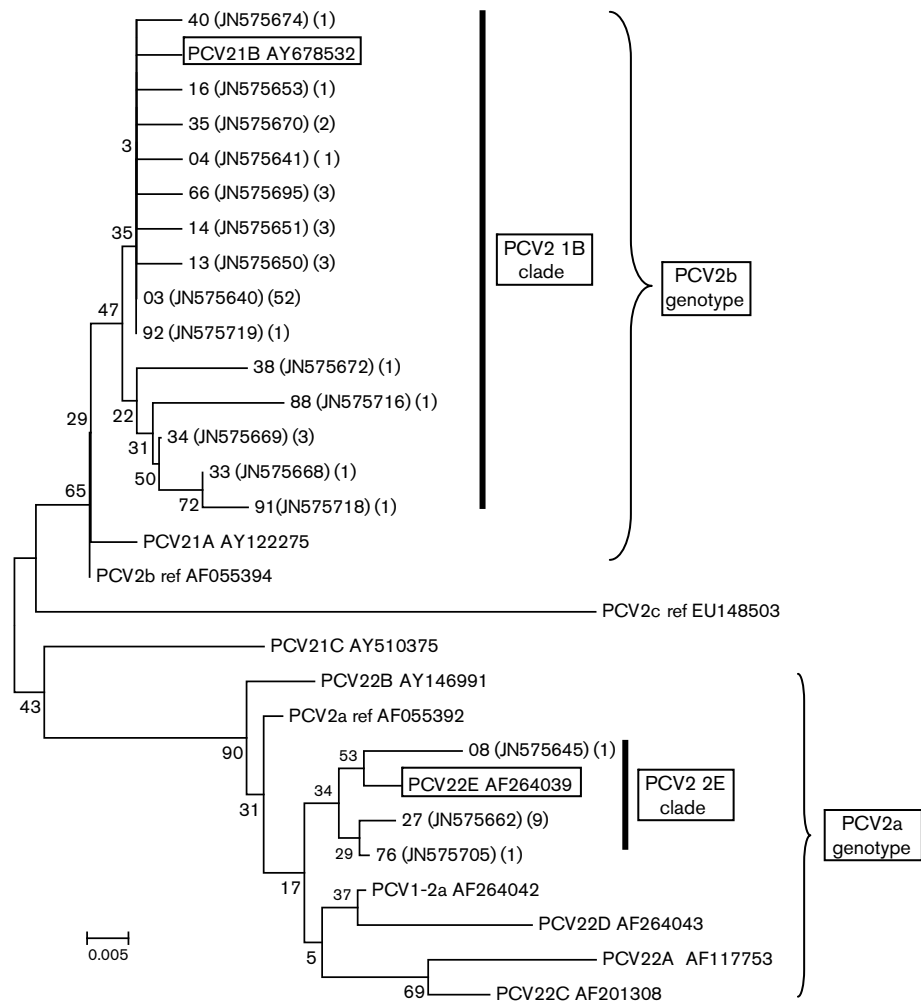 40 (JN575674) (1)
PCV21B AY678532
16 (JN575653) (1)
35 (JN575670) (2)
3
04 (JN575641) ( 1)
66 (JN575695) (3)
14 (JN575651) (3)
35
13 (JN575650) (3)
PCV2 1B
clade
PCV2b
genotype
03 (JN575640) (52)
47
92 (JN575719) (1)
38 (JN575672) (1)
88 (JN575716) (1)
22
29
34 (JN575669) (3)
31
33 (JN575668) (1)
50
65
72
91(JN575718) (1)
PCV21A AY122275
PCV2b ref AF055394
PCV2c ref EU148503
PCV21C AY510375
43
PCV22B AY146991
PCV2a ref AF055392
90
53
08 (JN575645) (1)
PCV22E AF264039
PCV2 2E
clade
34
31
27 (JN575662) (9)
PCV2a
genotype
29
76 (JN575705) (1)
17
37
PCV1-2a AF264042
PCV22D AF264043
5
0.005
PCV22A AF117753
69
PCV22C AF201308